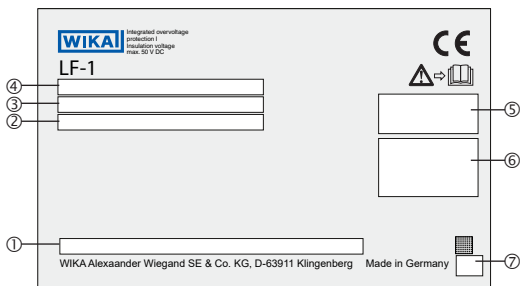 WIKA
Integrated overvoltage
protection I
Insulation voltage
max. 50 V DC
CE
LF-1
④
③
②
⑤
⑥
①
WIKA Alexaander Wiegand SE & Co. KG, D-63911 Klingenberg Made in Germany
⑦